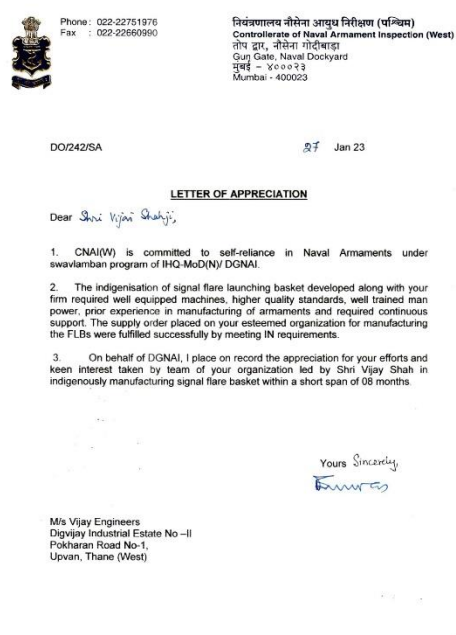 Phone: 022-22751976
Fax : 022-22660990
नियंत्रणालय नौसेना आयुध निरीक्षण (पश्चिम)
Controllerate of Naval Armament Inspection (West)
तोप द्वार, नौसेना गोदीबाड़ा
Gun Gate, Naval Dockyard
मुंबई – ४०००२३
Mumbai - 400023
DO/242/SA
27 Jan 23
LETTER OF APPRECIATION
Dear Shri Vijay Shahji,
1. CNAI(W) is committed to self-reliance in Naval Armaments under
swavlamban program of IHQ-MoD(N)/ DGNAI.
2. The indigenisation of signal flare launching basket developed along with your
firm required well equipped machines, higher quality standards, well trained man
power, prior experience in manufacturing of armaments and required continuous
support. The supply order placed on your esteemed organization for manufacturing
the FLBs were fulfilled successfully by meeting IN requirements.
3. On behalf of DGNAI, I place on record the appreciation for your efforts and
keen interest taken by team of your organization led by Shri Vijay Shah in
indigenously manufacturing signal flare basket within a short span of 08 months.
Yours Sincerely,
M/s Vijay Engineers
Digvijay Industrial Estate No –II
Pokharan Road No-1,
Upvan, Thane (West)